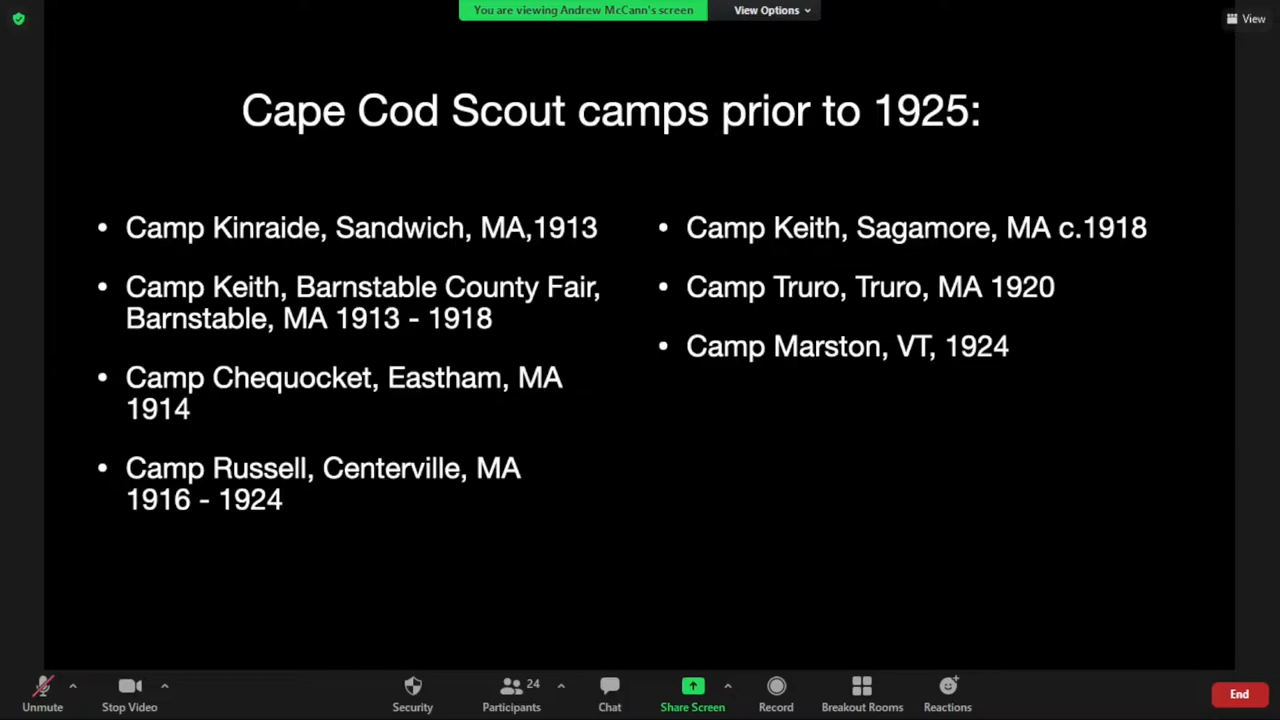 You are viewing Andrew McCann's screen
View Options
View
Cape Cod Scout camps prior to 1925:
• Camp Kinraide, Sandwich, MA,1913
• Camp Keith, Barnstable County Fair,
Barnstable, MA 1913 - 1918
• Camp Chequocket, Eastham, MA
1914
• Camp Russell, Centerville, MA
1916 - 1924
• Camp Keith, Sagamore, MA c.1918
• Camp Truro, Truro, MA 1920
• Camp Marston, VT, 1924
Unmute
Stop Video
Security
24
Participants
Chat
Share Screen
Record
Breakout Rooms
Reactions
End